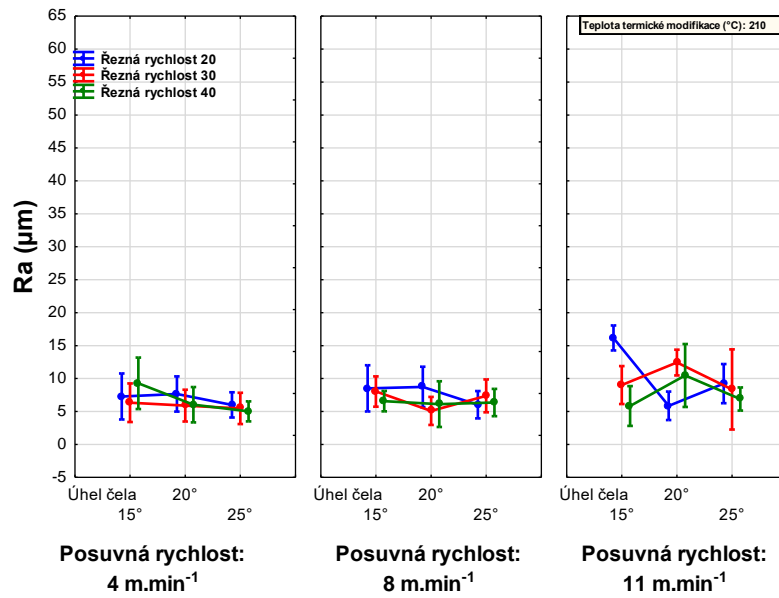 65
60
55
50
45
40
35
30
25
20
15
10
5
0
-5
Ra (µm)
Řezná rychlost 20
Řezná rychlost 30
Řezná rychlost 40
Teplota termické modifikace (°C): 210
Úhel čela 20°
15° 25°
Úhel čela 20°
15° 25°
Úhel čela 20°
15° 25°
Posuvná rychlost:
4 m.min⁻¹
Posuvná rychlost:
8 m.min⁻¹
Posuvná rychlost:
11 m.min⁻¹